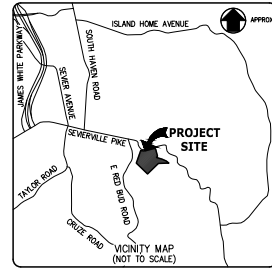 ISLAND HOME AVENUE
APPROX
JAMES WHITE PARKWAY
SEVIER AVENUE
SOUTH HAVEN ROAD
SEVIERVILLE PIKE
PROJECT
SITE
TAYLOR ROAD
E RED BUD ROAD
CRUZE ROAD
VICINITY MAP
(NOT TO SCALE)